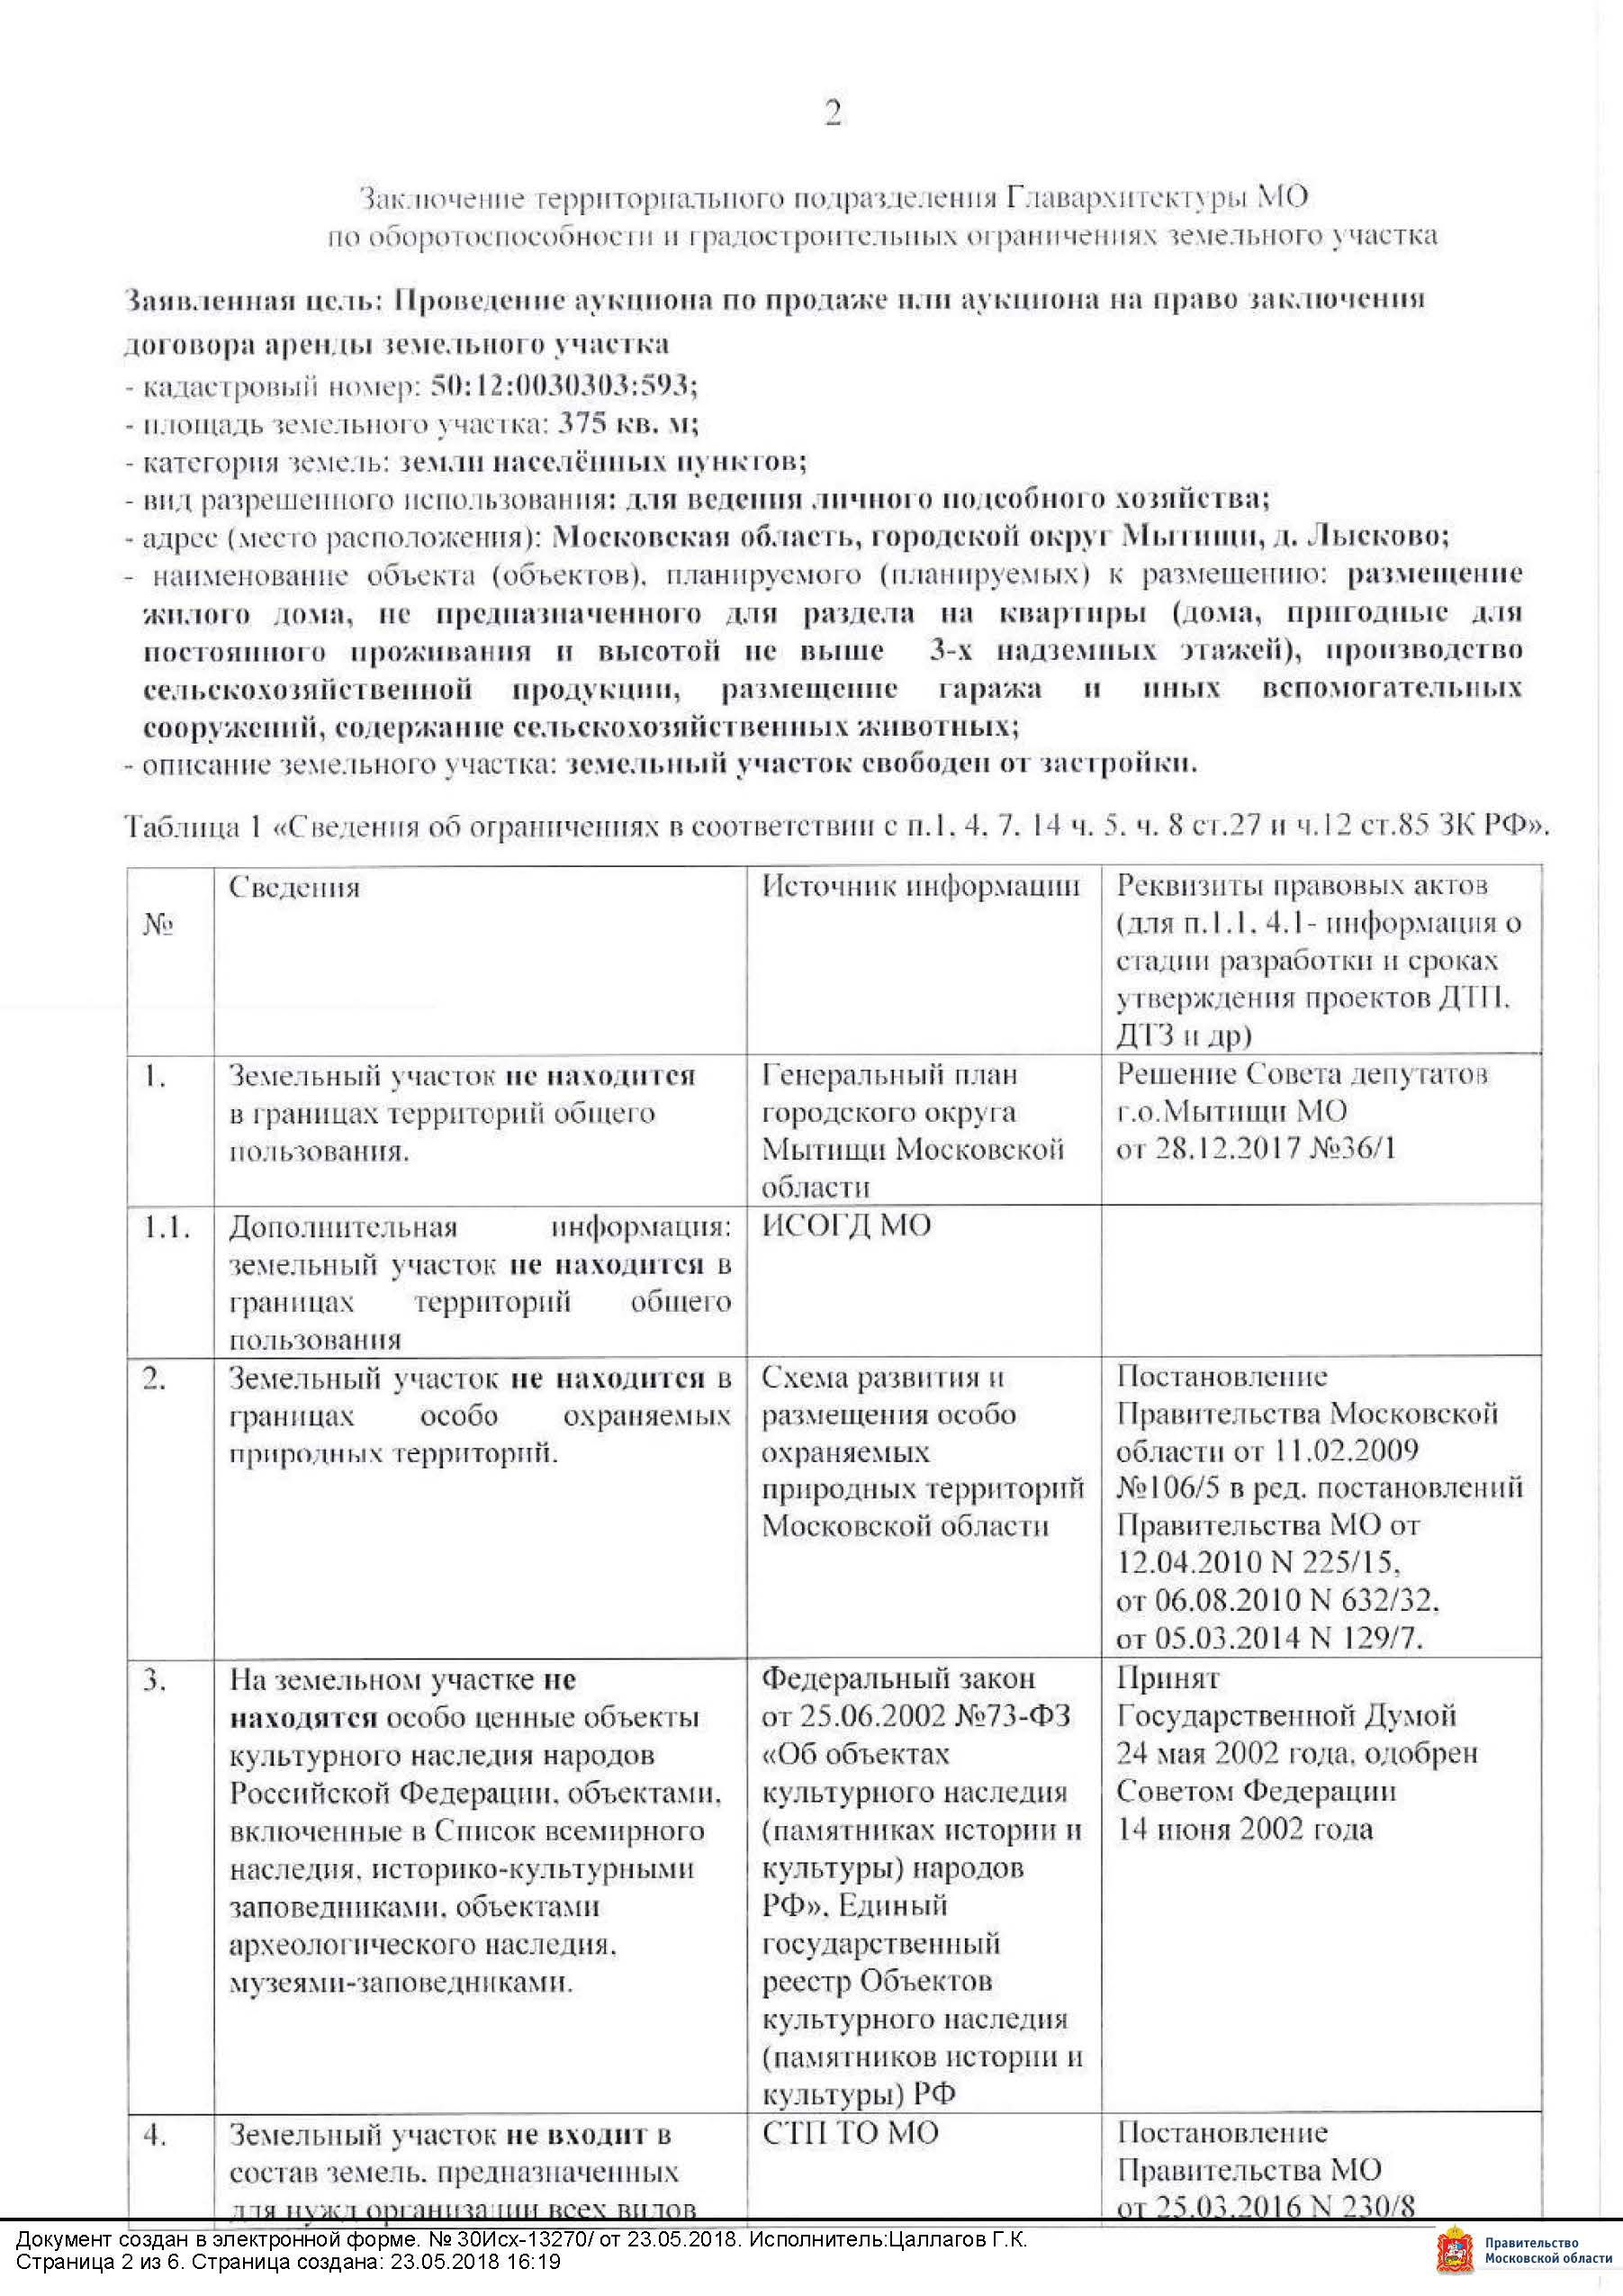 2
Заключение территориального подразделения Главархитектуры МО
по оборотоспособности и градостроительных ограничениях земельного участка
Заявленная цель: Проведение аукциона по продаже или аукциона на право заключения
договора аренды земельного участка
- кадастровый номер: 50:12:0030303:593;
- площадь земельного участка: 375 кв. м;
- категория земель: земли населённых пунктов;
- вид разрешенного использования: для ведения личного подсобного хозяйства;
- адрес (место расположения): Московская область, городской округ Мытищи, д. Лысково;
- наименование объекта (объектов), планируемого (планируемых) к размещению: размещение
жилого дома, не предназначенного для раздела на квартиры (дома, пригодные для
постоянного проживания и высотой не выше 3-х надземных этажей), производство
сельскохозяйственной продукции, размещение гаража и иных вспомогательных
сооружений, содержание сельскохозяйственных животных;
- описание земельного участка: земельный участок свободен от застройки.
Таблица 1 «Сведения об ограничениях в соответствии с п.1, 4, 7, 14 ч. 5, ч. 8 ст.27 и ч.12 ст.85 ЗК РФ».
№
Сведения
Источник информации
Реквизиты правовых актов
(для п.1.1, 4.1- информация о
стадии разработки и сроках
утверждения проектов ДТП,
ДТЗ и др)
1.
Земельный участок не находится
в границах территорий общего
пользования.
Генеральный план
городского округа
Мытищи Московской
области
Решение Совета депутатов
г.о.Мытищи МО
от 28.12.2017 №36/1
1.1.
Дополнительная информация:
земельный участок не находится в
границах территорий общего
пользования
ИСОГД МО
2.
Земельный участок не находится в
границах особо охраняемых
природных территорий.
Схема развития и
размещения особо
охраняемых
природных территорий
Московской области
Постановление
Правительства Московской
области от 11.02.2009
№106/5 в ред. постановлений
Правительства МО от
12.04.2010 N 225/15,
от 06.08.2010 N 632/32,
от 05.03.2014 N 129/7.
3.
На земельном участке не
находятся особо ценные объекты
культурного наследия народов
Российской Федерации, объектами,
включенные в Список всемирного
наследия, историко-культурными
заповедниками, объектами
археологического наследия,
музеями-заповедниками.
Федеральный закон
от 25.06.2002 №73-ФЗ
«Об объектах
культурного наследия
(памятниках истории и
культуры) народов
РФ», Единый
государственный
реестр Объектов
культурного наследия
(памятников истории и
культуры) РФ
Принят
Государственной Думой
24 мая 2002 года, одобрен
Советом Федерации
14 июня 2002 года
4.
Земельный участок не входит в
состав земель, предназначенных
для нужд организации всех видов
СТП ТО МО
Постановление
Правительства МО
от 25.03.2016 N 230/8
Документ создан в электронной форме. № 30Исх-13270/ от 23.05.2018. Исполнитель:Цаллагов Г.К.
Страница 2 из 6. Страница создана: 23.05.2018 16:19
Правительство
Московской области